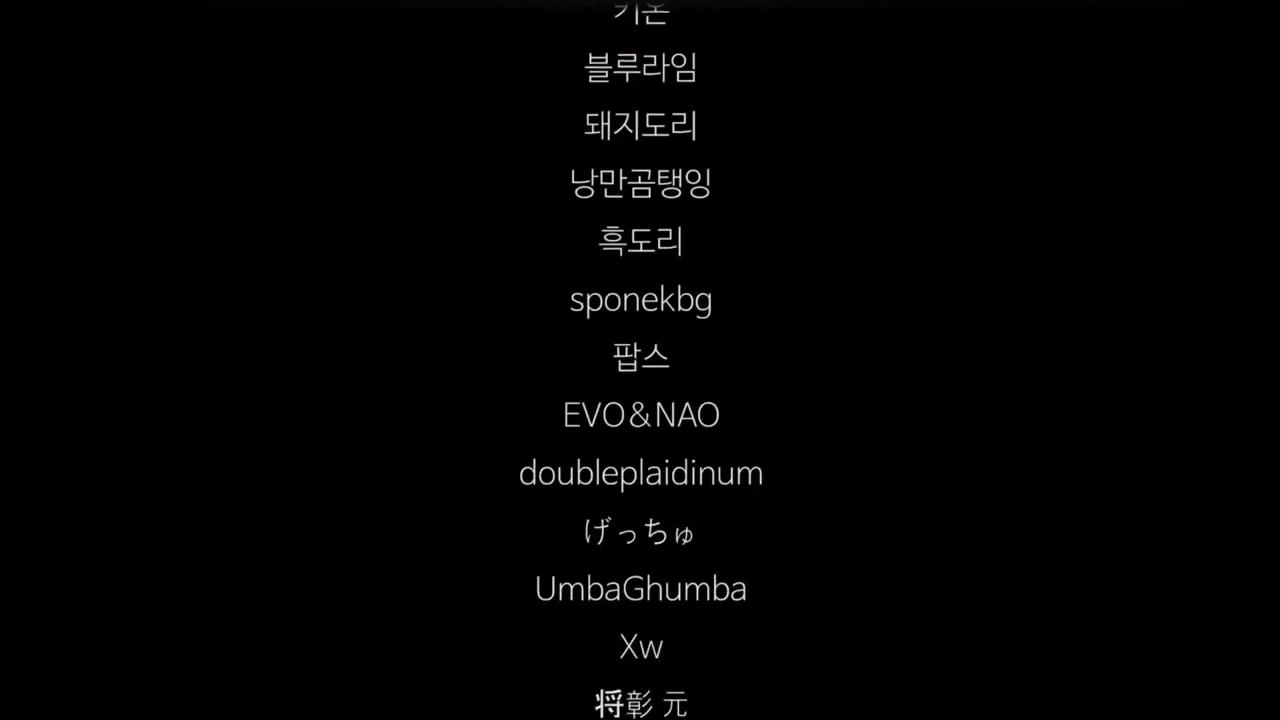 블루라임
돼지도리
낭만곰탱잉
흑도리
sponekbg
팝스
EVO&NAO
doubleplaidinum
げっちゅ
UmbaGhumba
Xw
将彰 元